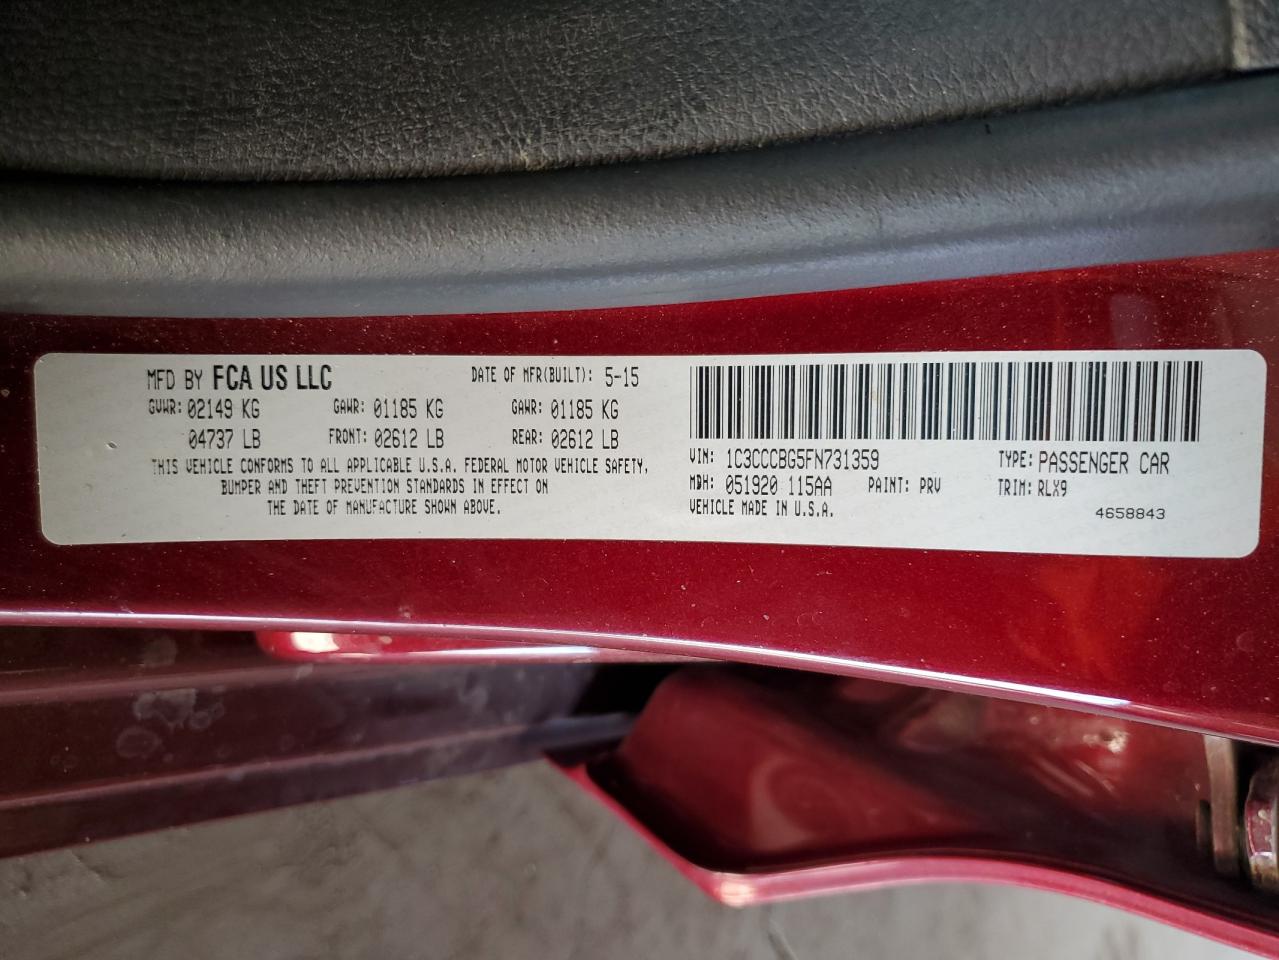 MFD BY FCA US LLC DATE OF MFR(BUILT): 5-15
GVWR: 02149 KG GAWR: 01185 KG GAWR: 01185 KG
04737 LB FRONT: 02612 LB REAR: 02612 LB
THIS VEHICLE CONFORMS TO ALL APPLICABLE U.S.A. FEDERAL MOTOR VEHICLE SAFETY,
BUMPER AND THEFT PREVENTION STANDARDS IN EFFECT ON
THE DATE OF MANUFACTURE SHOWN ABOVE.
VIN: 1C3CCCBG5FN731359 TYPE: PASSENGER CAR
MDH: 051920 115AA PAINT: PRV TRIM: RLX9
VEHICLE MADE IN U.S.A. 4658843